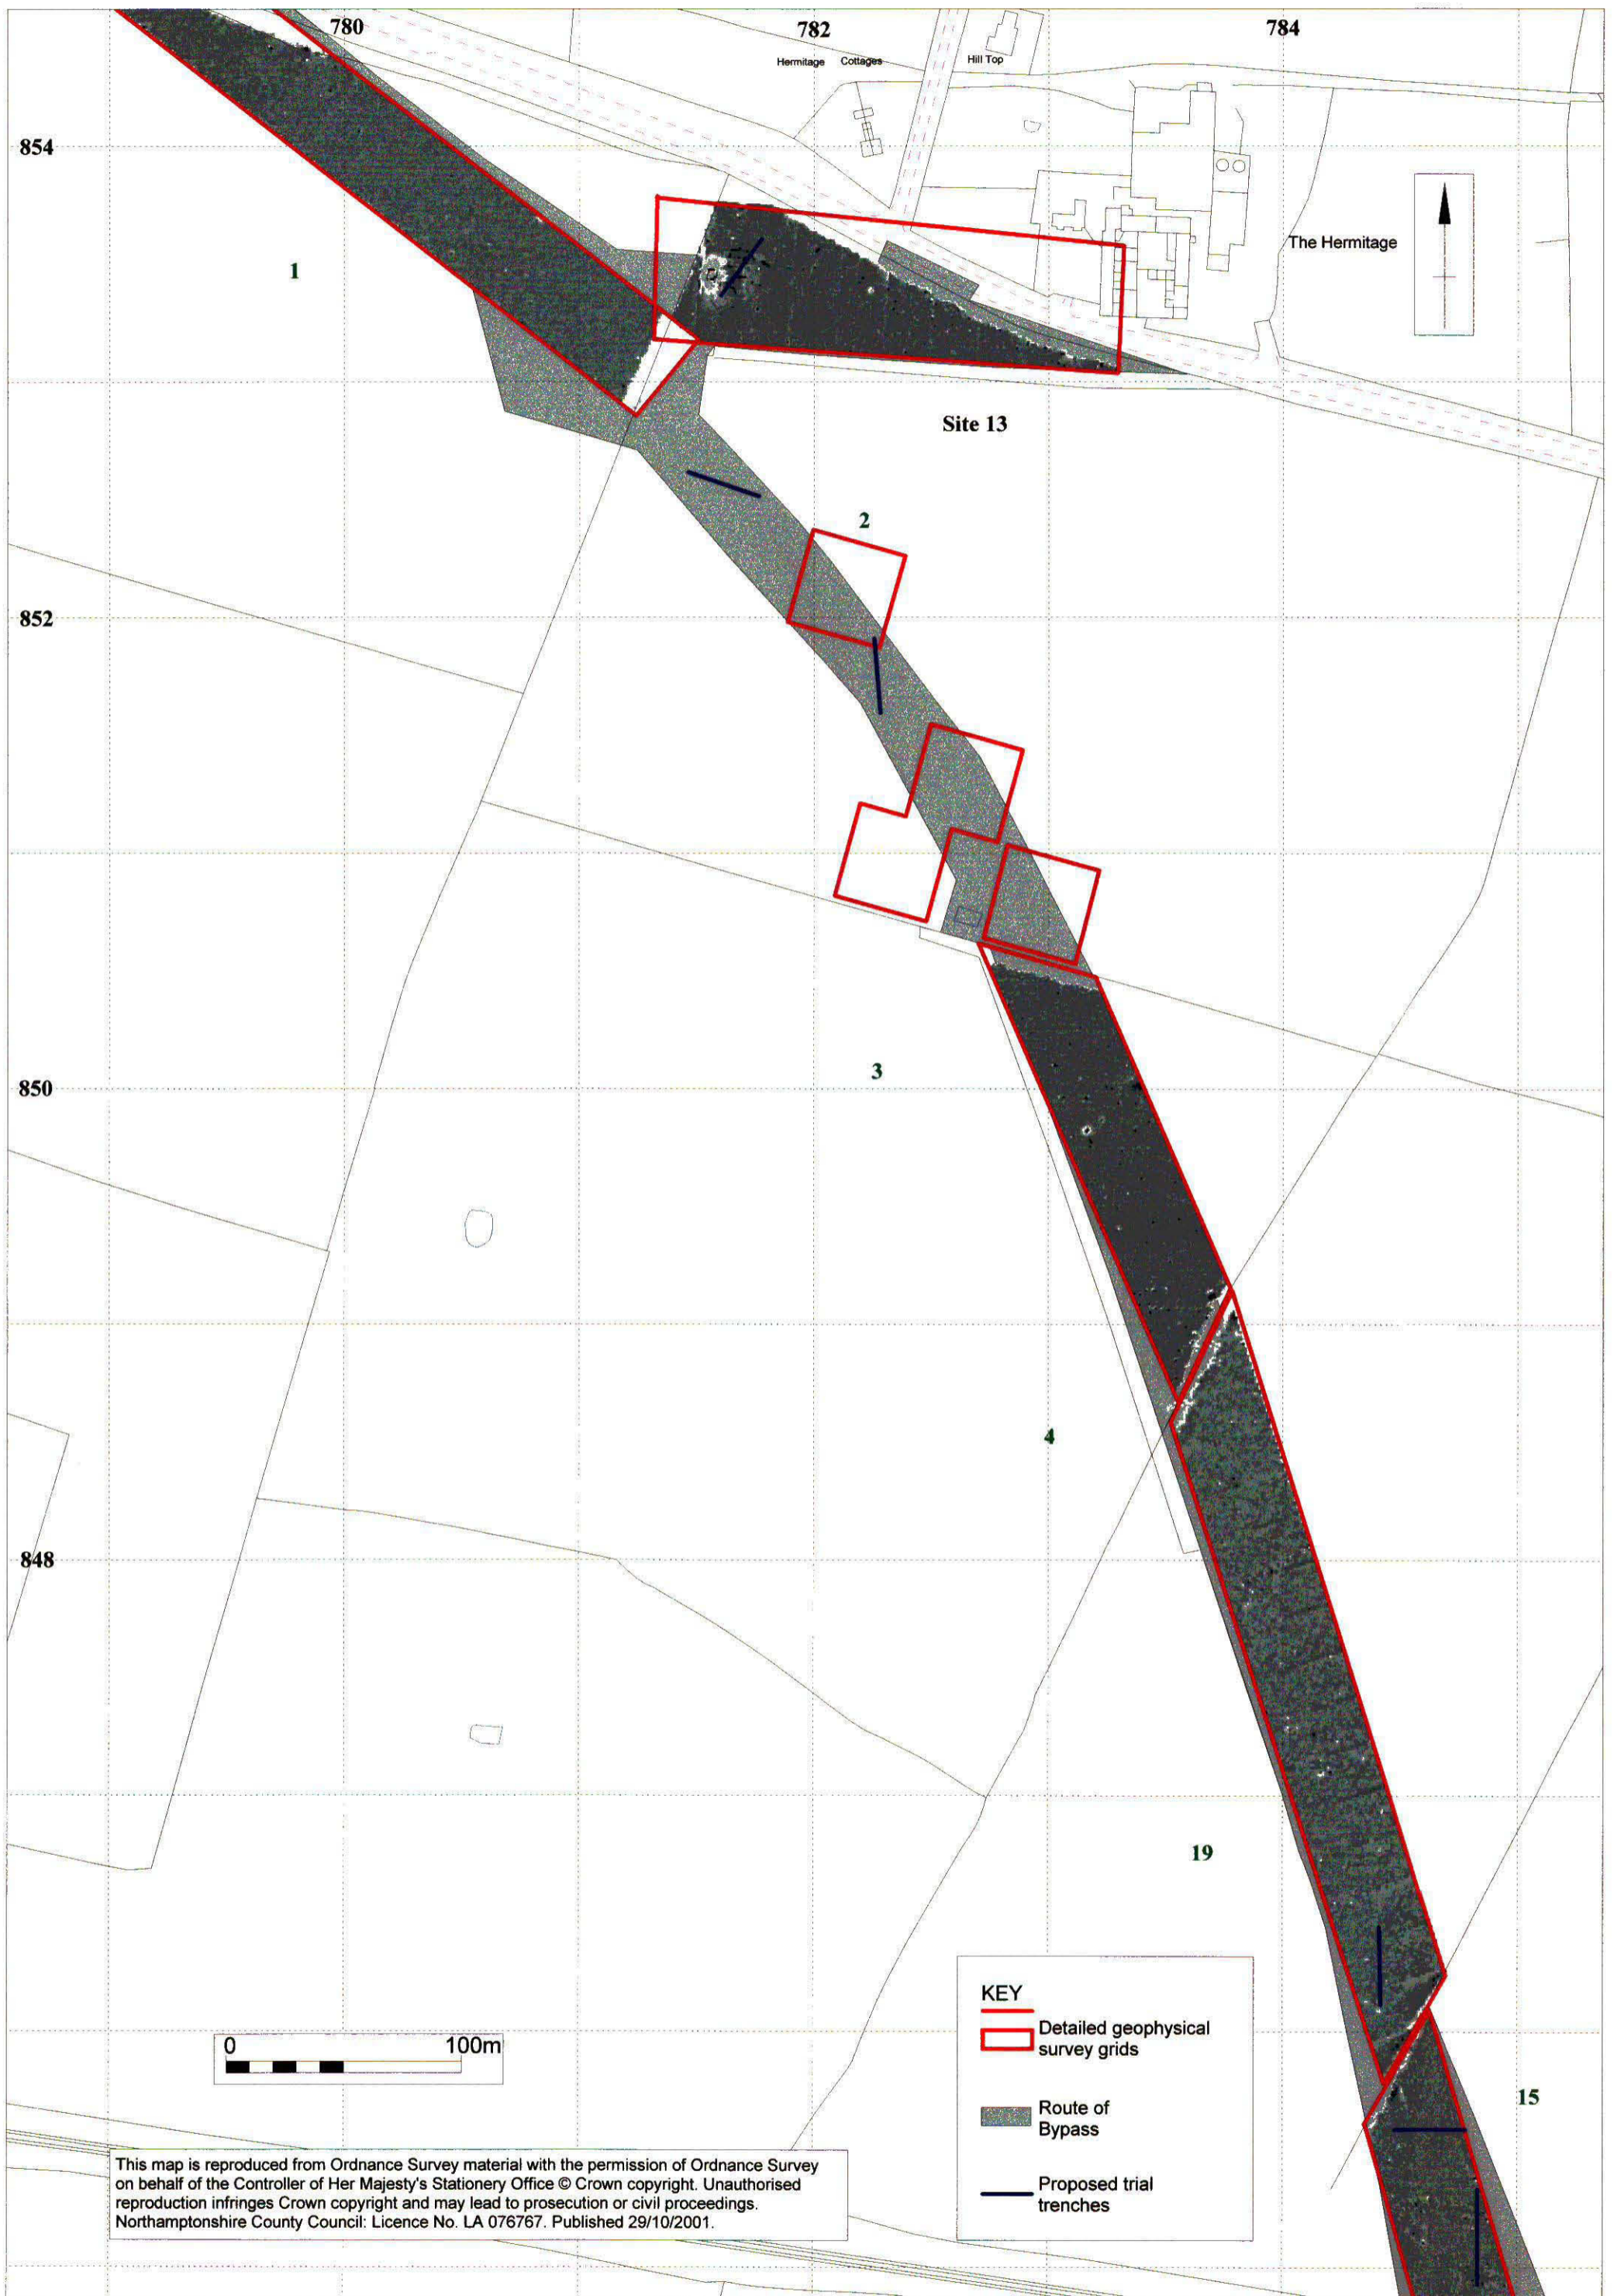 780
782
784
Hermitage Cottages
Hill Top
854
The Hermitage
1
Site 13
2
852
3
850
4
848
19
KEY
Detailed geophysical
survey grids
0 100m
Route of
Bypass
15
Proposed trial
trenches
This map is reproduced from Ordnance Survey material with the permission of Ordnance Survey
on behalf of the Controller of Her Majesty's Stationery Office © Crown copyright. Unauthorised
reproduction infringes Crown copyright and may lead to prosecution or civil proceedings.
Northamptonshire County Council: Licence No. LA 076767. Published 29/10/2001.